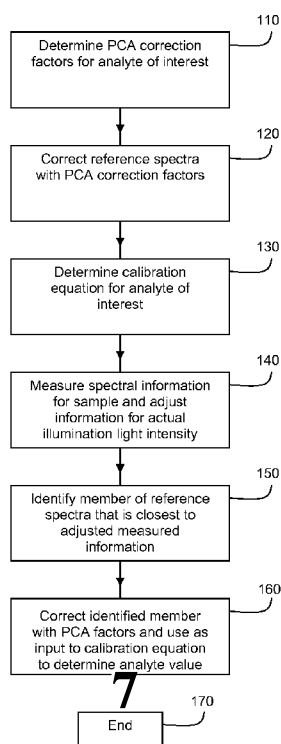 110
Determine PCA correction
factors for analyte of interest
120
Correct reference spectra
with PCA correction factors
130
Determine calibration
equation for analyte of
interest
140
Measure spectral information
for sample and adjust
information for actual
illumination light intensity
150
Identify member of reference
spectra that is closest to
adjusted measured
information
160
Correct identified member
with PCA factors and use as
input to calibration equation
to determine analyte value
7
170
End